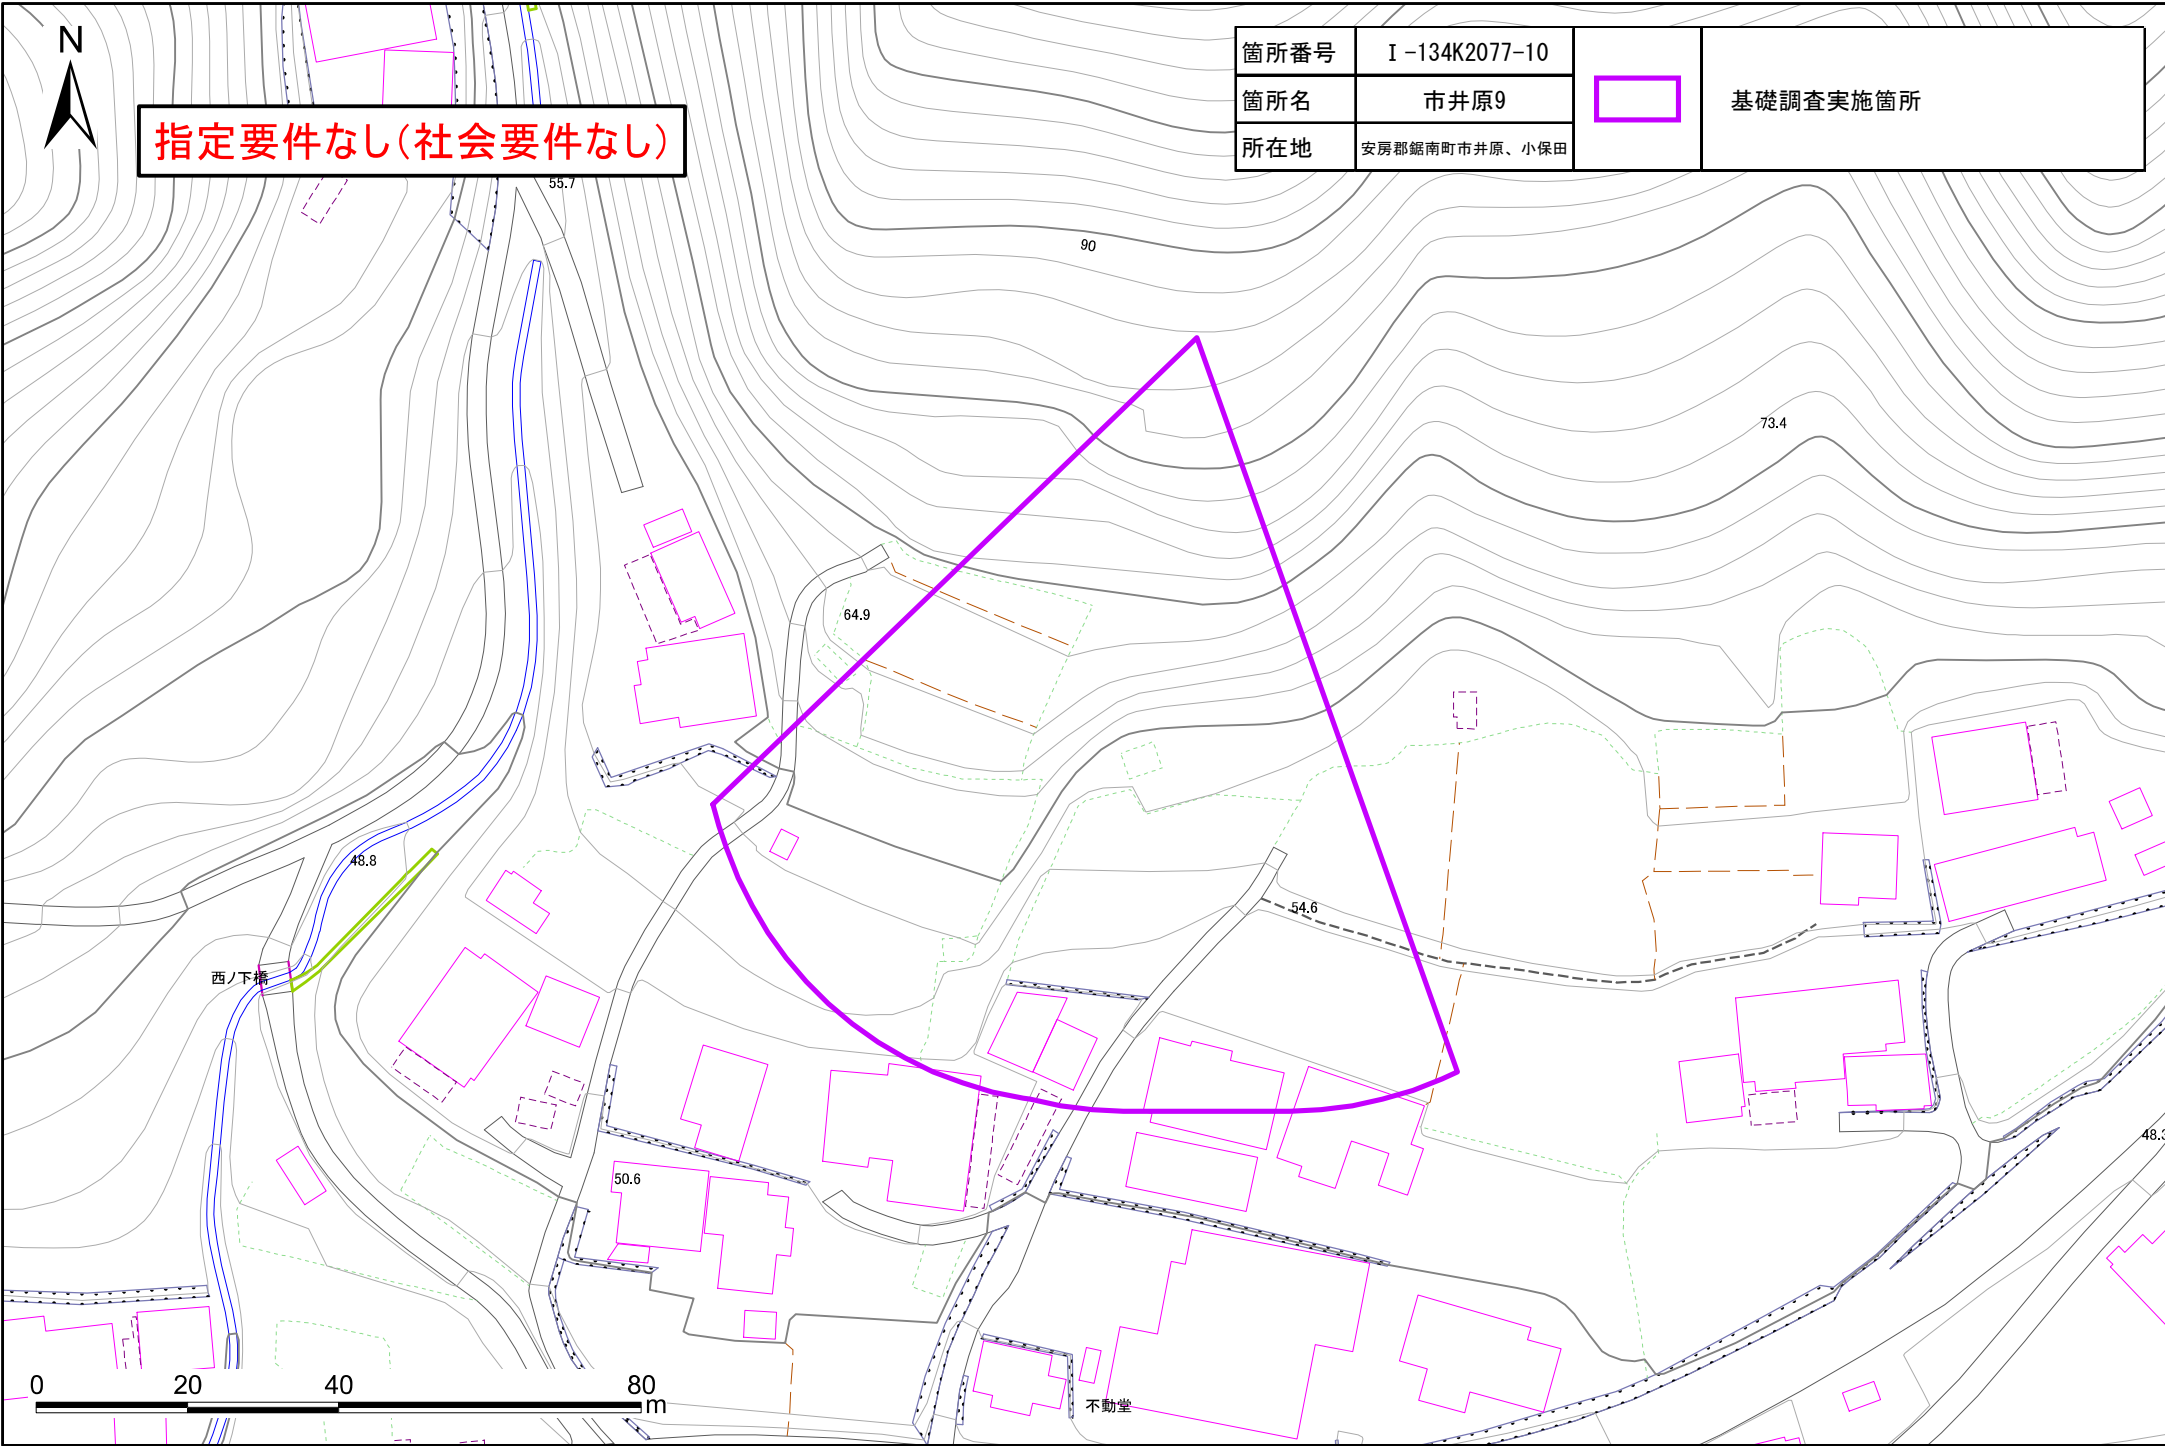 N
指定要件なし(社会要件なし)
箇所番号 Ⅰ-134K2077-10
箇所名 市井原9
所在地 安房郡鋸南町市井原、小保田
基礎調査実施箇所
55.7
90
73.4
64.9
48.8
54.6
西ノ下橋
50.6
48.3
不動堂
0 20 40 80
m